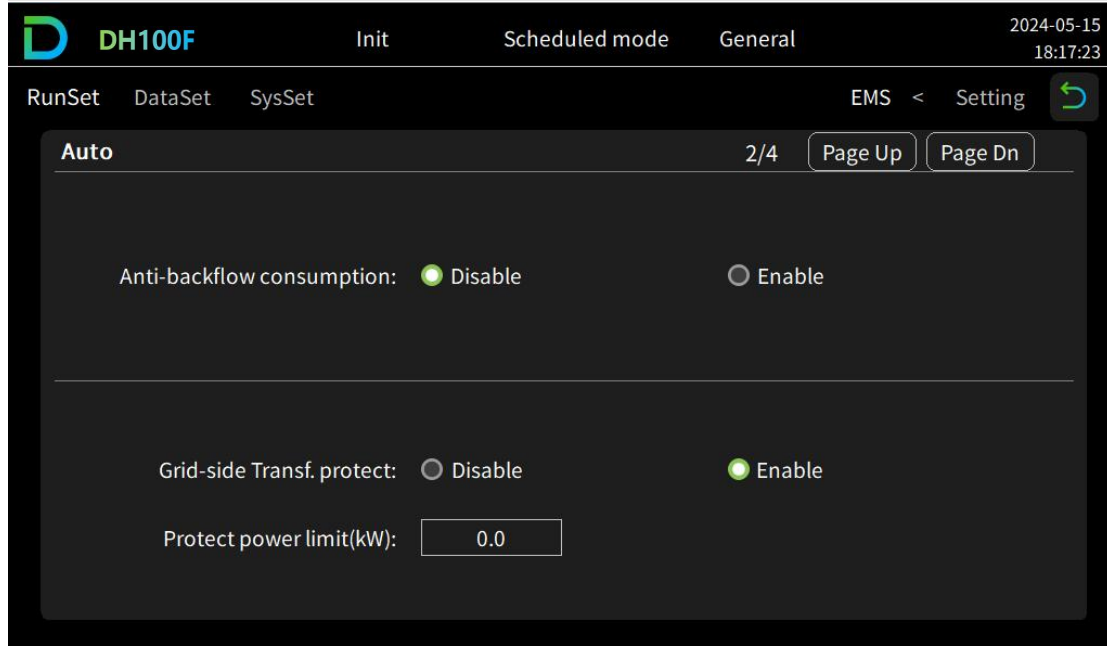 DH100F Init Scheduled mode General 2024-05-15
18:17:23
RunSet DataSet SysSet EMS < Setting
Auto 2/4 Page Up Page Dn
Anti-backflow consumption: Disable Enable
Grid-side Transf. protect: Disable Enable
Protect power limit(kW): 0.0